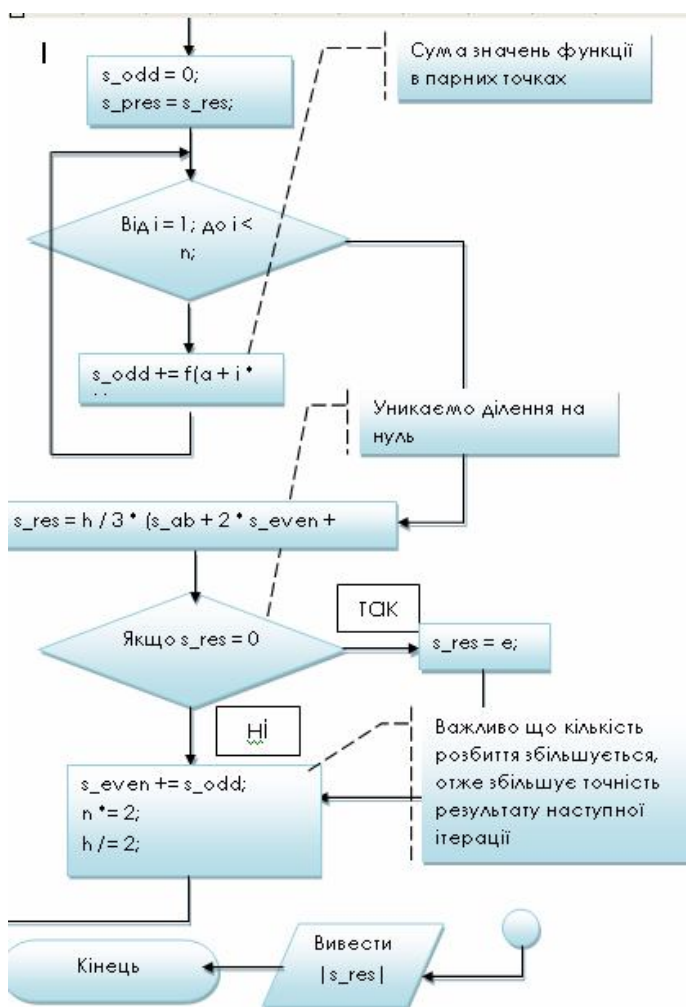 s_odd = 0;
s_pres = s_res;
Сума значень функції
в парних точках
Від i = 1; до i <
n;
s_odd += f(a + i *
Уникаємо ділення на
нуль
s_res = h / 3 * (s_ab + 2 * s_even +
Якщо s_res = 0
так
s_res = e;
ні
s_even += s_odd;
n *= 2;
h /= 2;
Важливо що кількість
розбиття збільшується,
отже збільшує точність
результату наступної
ітерації
Вивести
|s_res|
Кінець